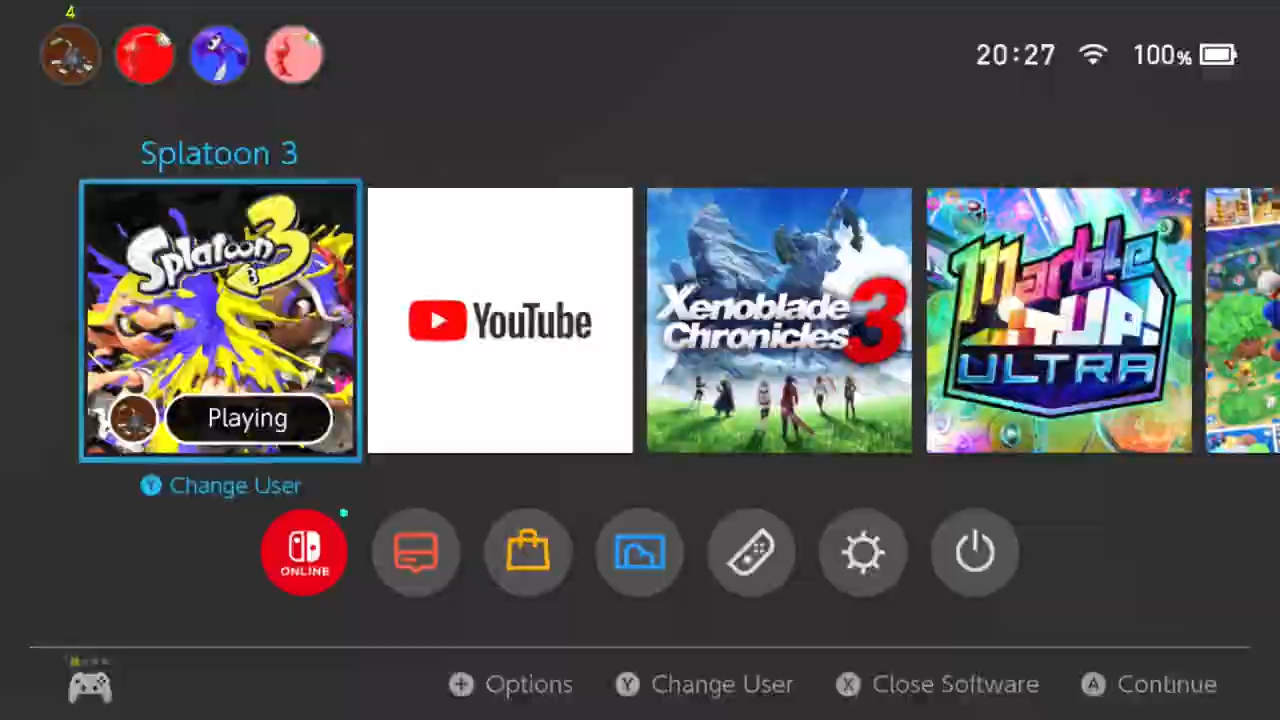 4
20:27 100%
Splatoon 3
Splatoon 3
Playing
YouTube
Xenoblade
Chronicles 3
Marble
It UP!
ULTRA
Y Change User
ONLINE
+ Options Y Change User X Close Software A Continue